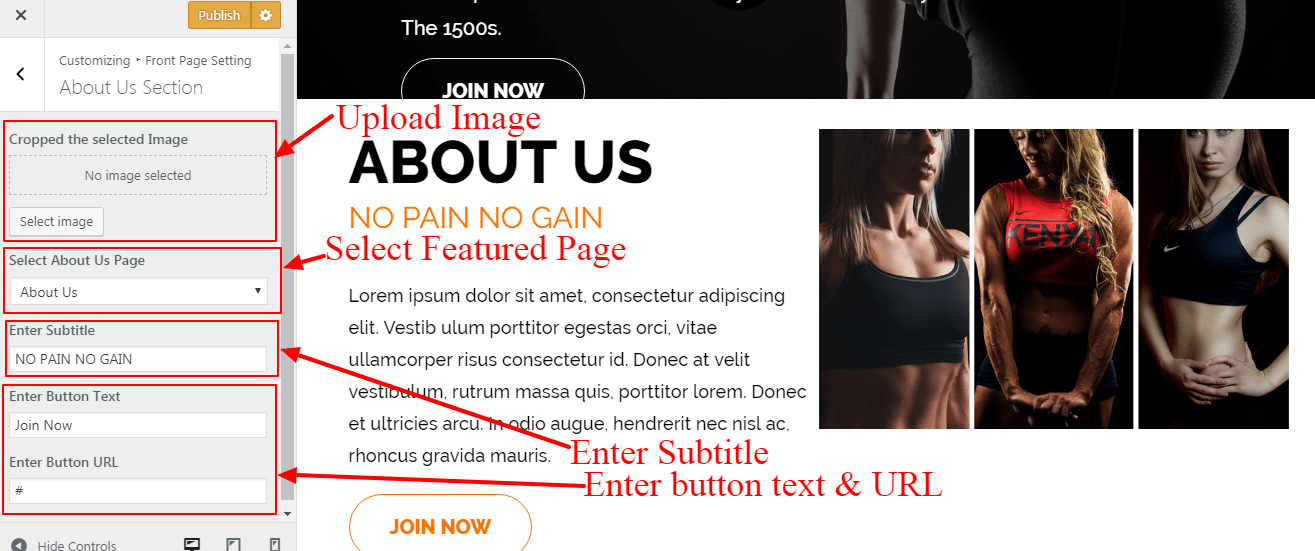 Publish
Customizing ▸ Front Page Setting
About Us Section
Cropped the selected Image
No image selected
Select image
Select About Us Page
About Us
Enter Subtitle
NO PAIN NO GAIN
Enter Button Text
Join Now
Enter Button URL
#
Hide Controls
The 1500s.
JOIN NOW
Upload Image
ABOUT US
NO PAIN NO GAIN
Select Featured Page
Lorem ipsum dolor sit amet, consectetur adipiscing
elit. Vestib ulum porttitor egestas orci, vitae
ullamcorper risus consectetur id. Donec at velit
vestibulum, rutrum massa quis, porttitor lorem. Donec
et ultricies arcu. In odio augue, hendrerit nec nisl ac,
rhoncus gravida mauris.
Enter Subtitle
Enter button text & URL
JOIN NOW
KENYA